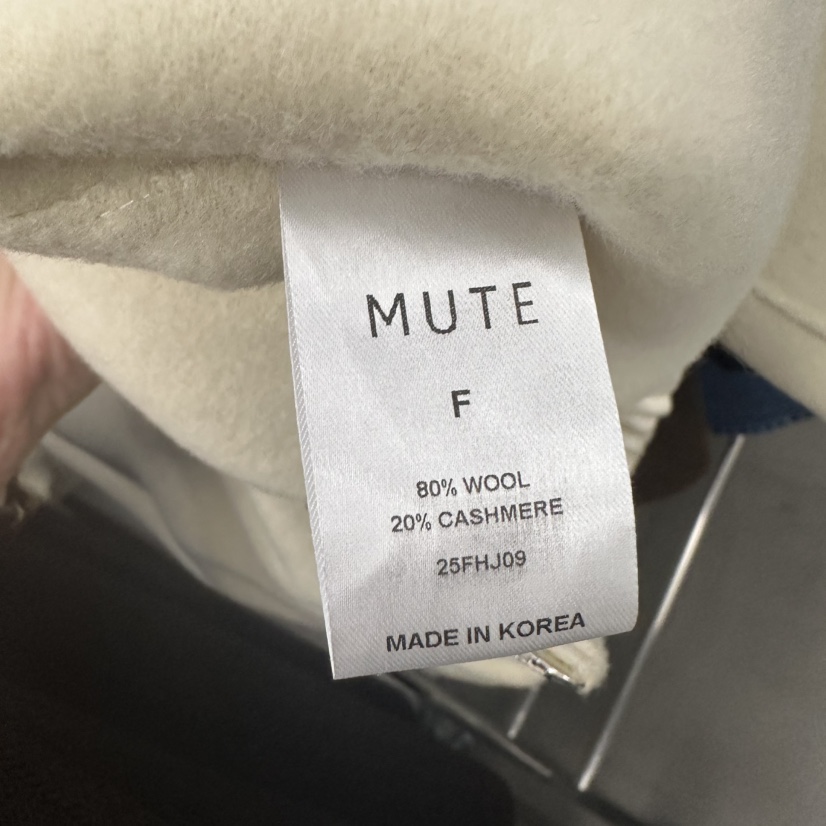 MUTE
F
80% WOOL
20% CASHMERE
25FHJ09
MADE IN KOREA